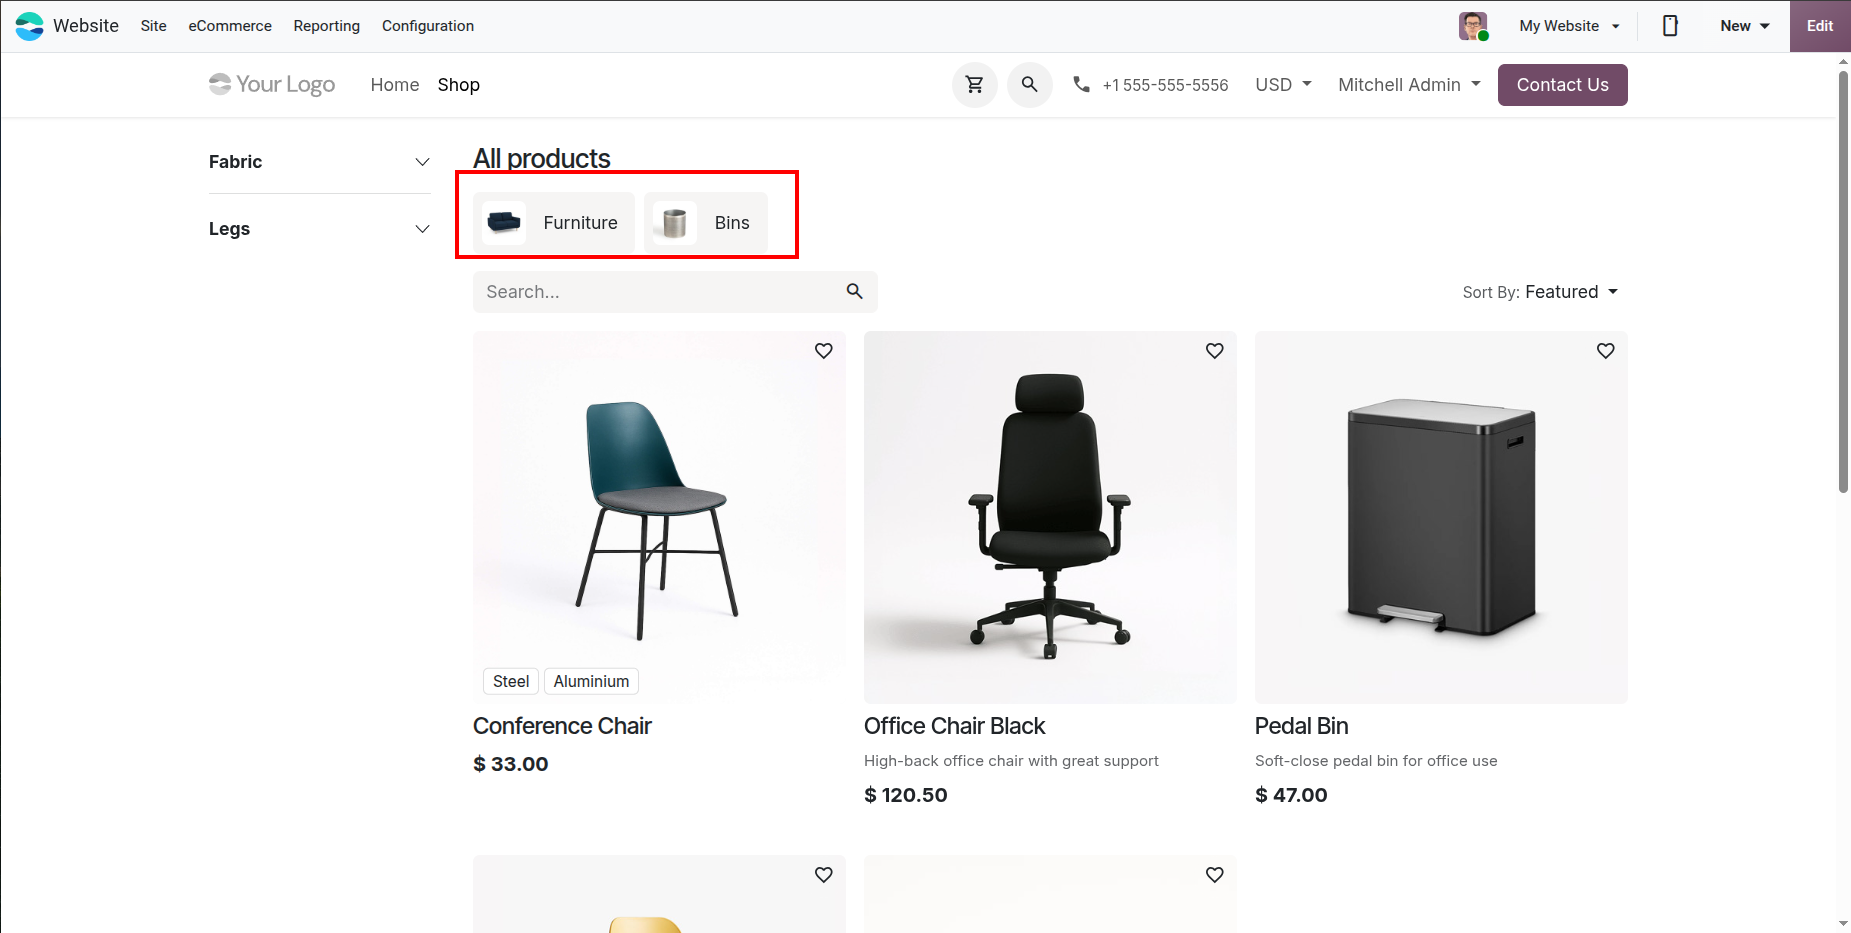 Website Site eCommerce Reporting Configuration My Website New Edit
Your Logo Home Shop +1 555-555-5556 USD Mitchell Admin Contact Us
Fabric
Legs
All products
Furniture Bins
Search... Sort By: Featured
Steel Aluminium
Conference Chair
$ 33.00
Office Chair Black
High-back office chair with great support
$ 120.50
Pedal Bin
Soft-close pedal bin for office use
$ 47.00